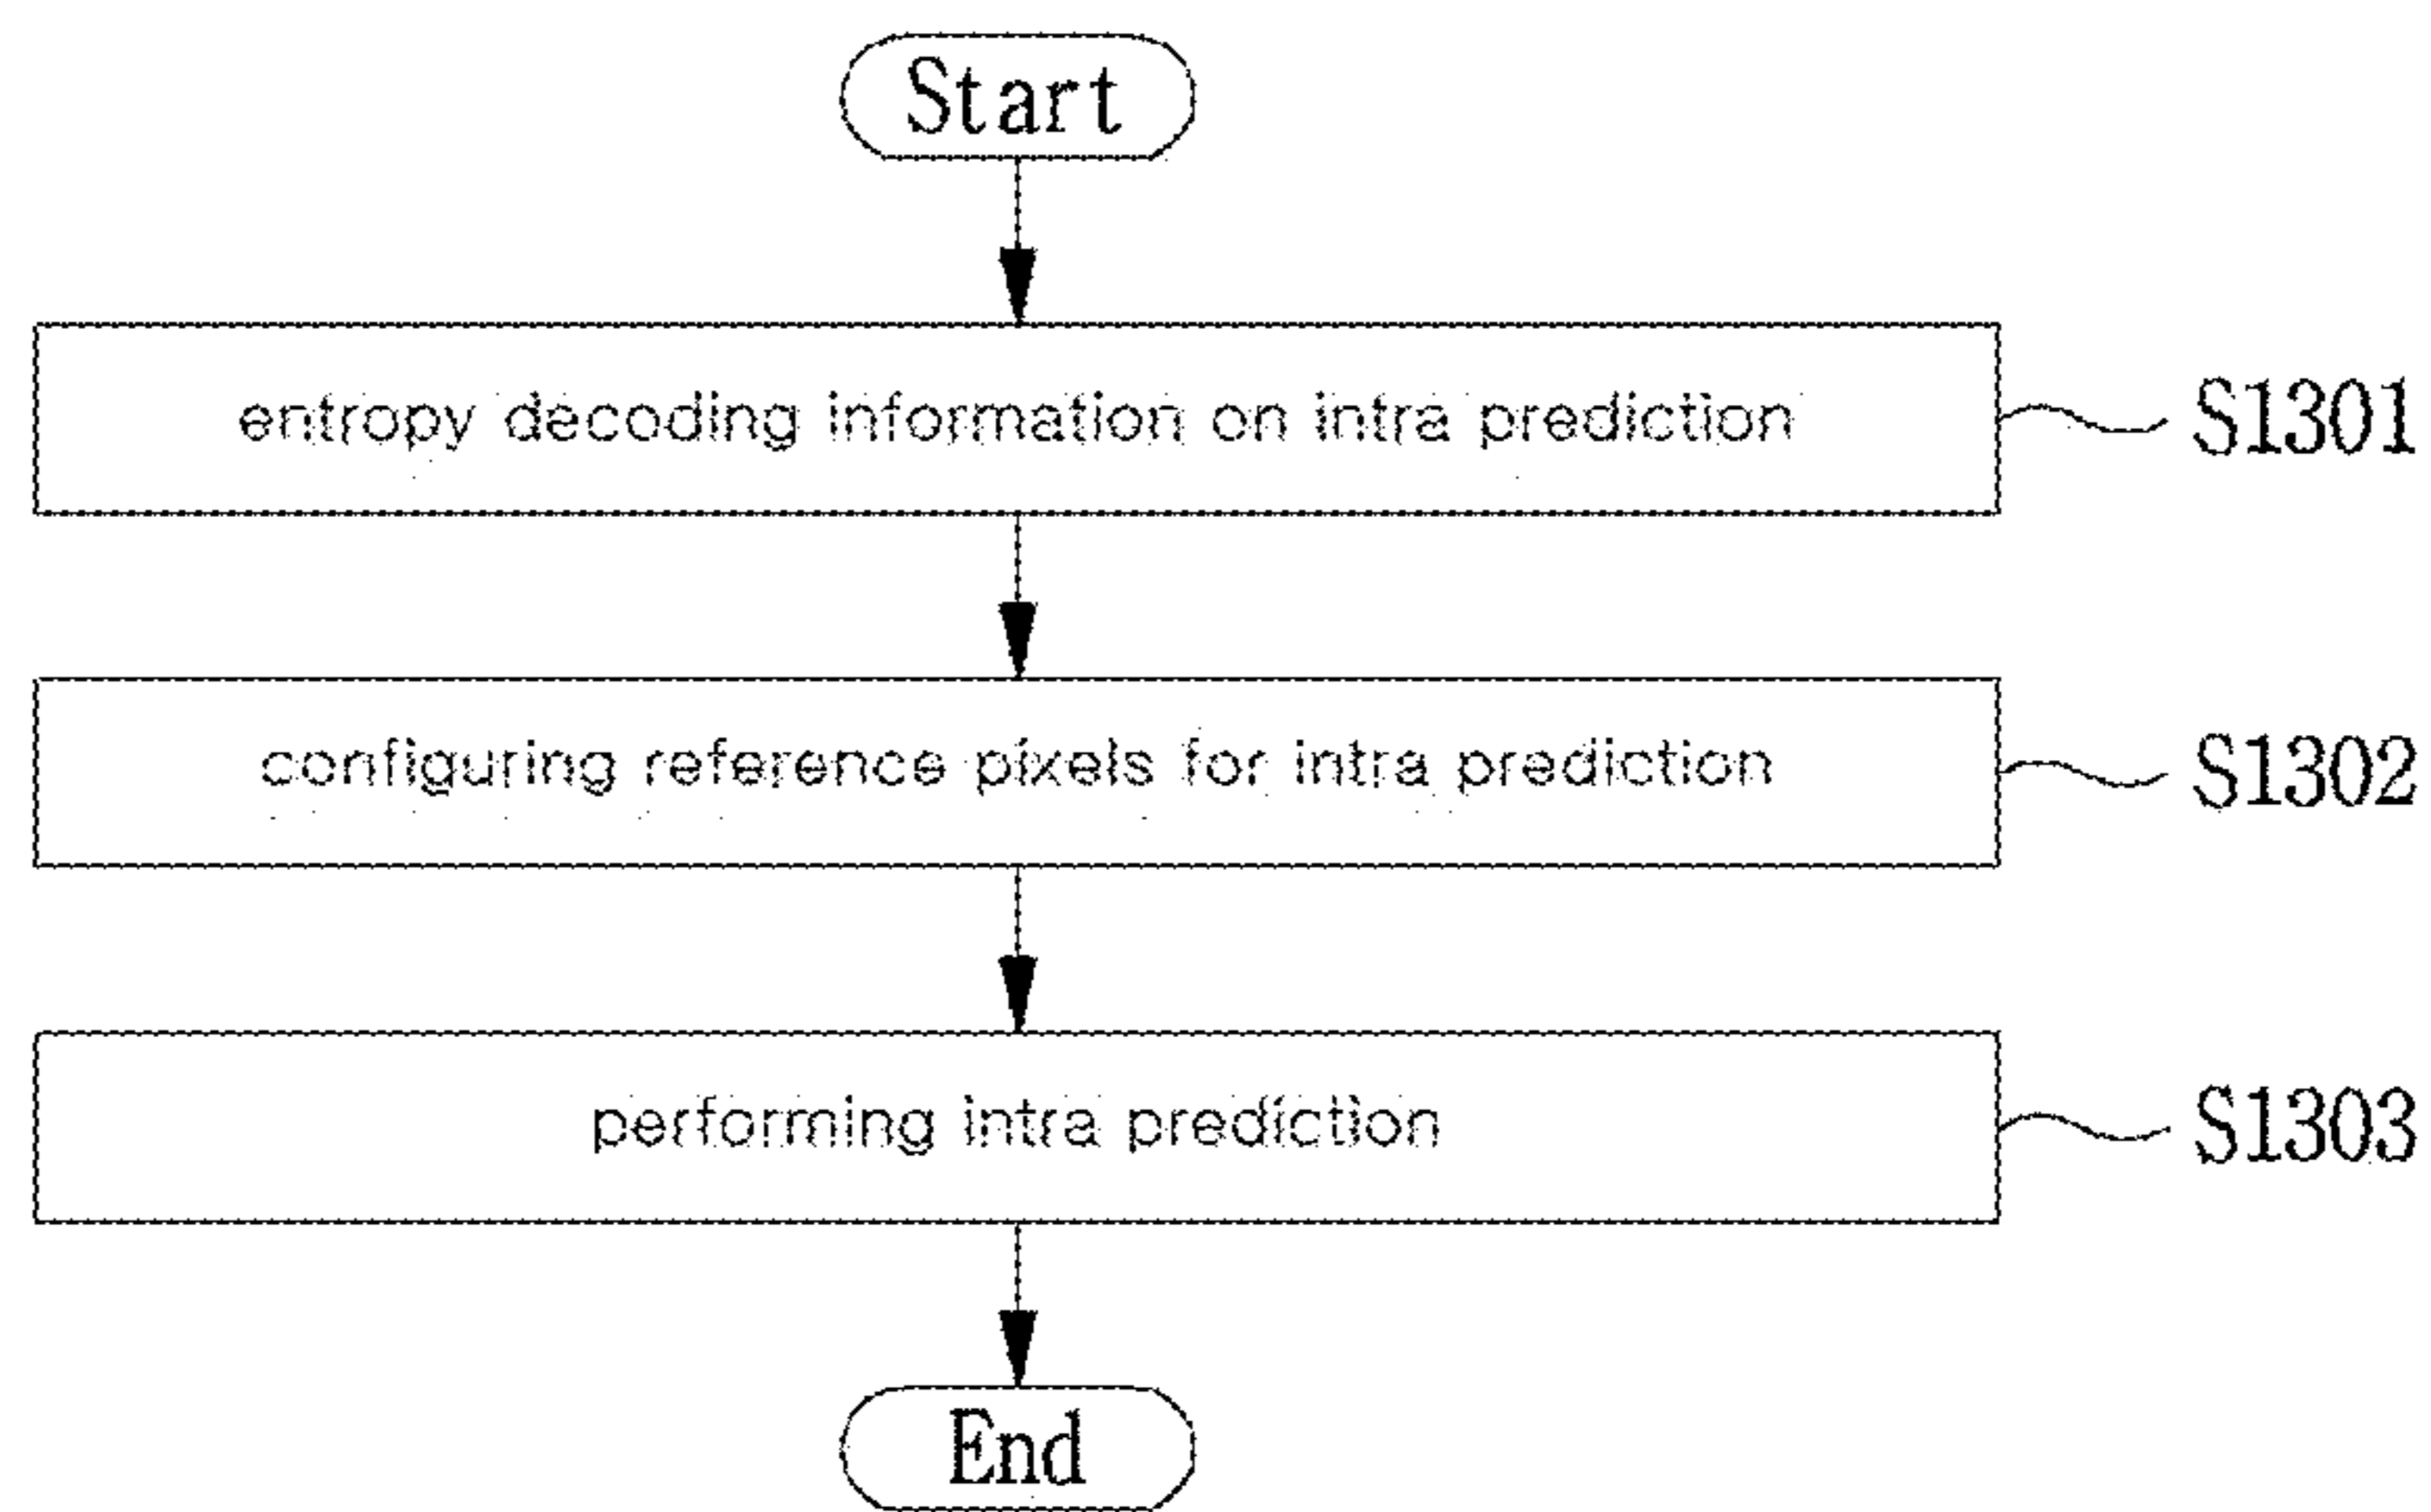 Start
entropy decoding information on intra prediction
S1301
configuring reference pixels for intra prediction
S1302
performing intra prediction
S1303
End